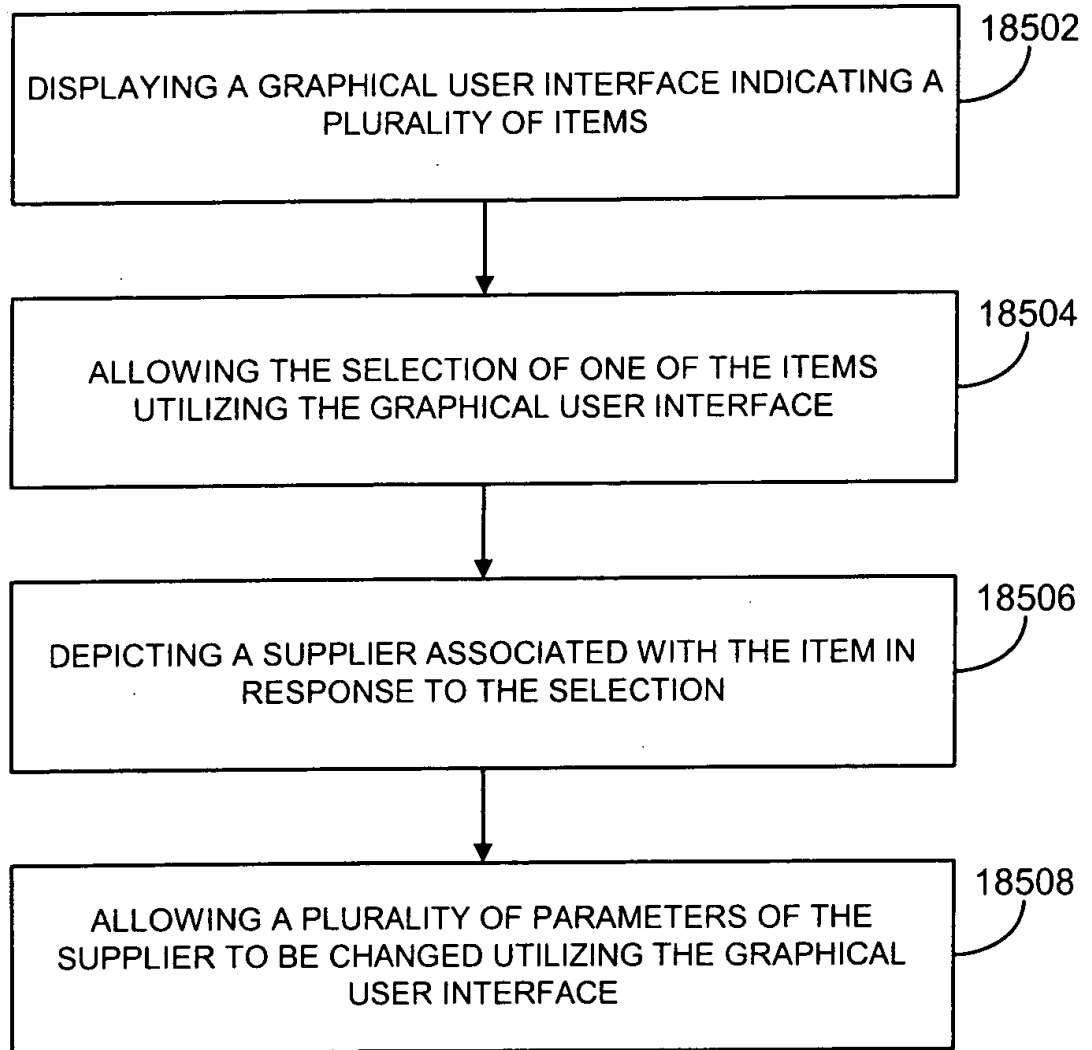 18502
DISPLAYING A GRAPHICAL USER INTERFACE INDICATING A
PLURALITY OF ITEMS
18504
ALLOWING THE SELECTION OF ONE OF THE ITEMS
UTILIZING THE GRAPHICAL USER INTERFACE
18506
DEPICTING A SUPPLIER ASSOCIATED WITH THE ITEM IN
RESPONSE TO THE SELECTION
18508
ALLOWING A PLURALITY OF PARAMETERS OF THE
SUPPLIER TO BE CHANGED UTILIZING THE GRAPHICAL
USER INTERFACE